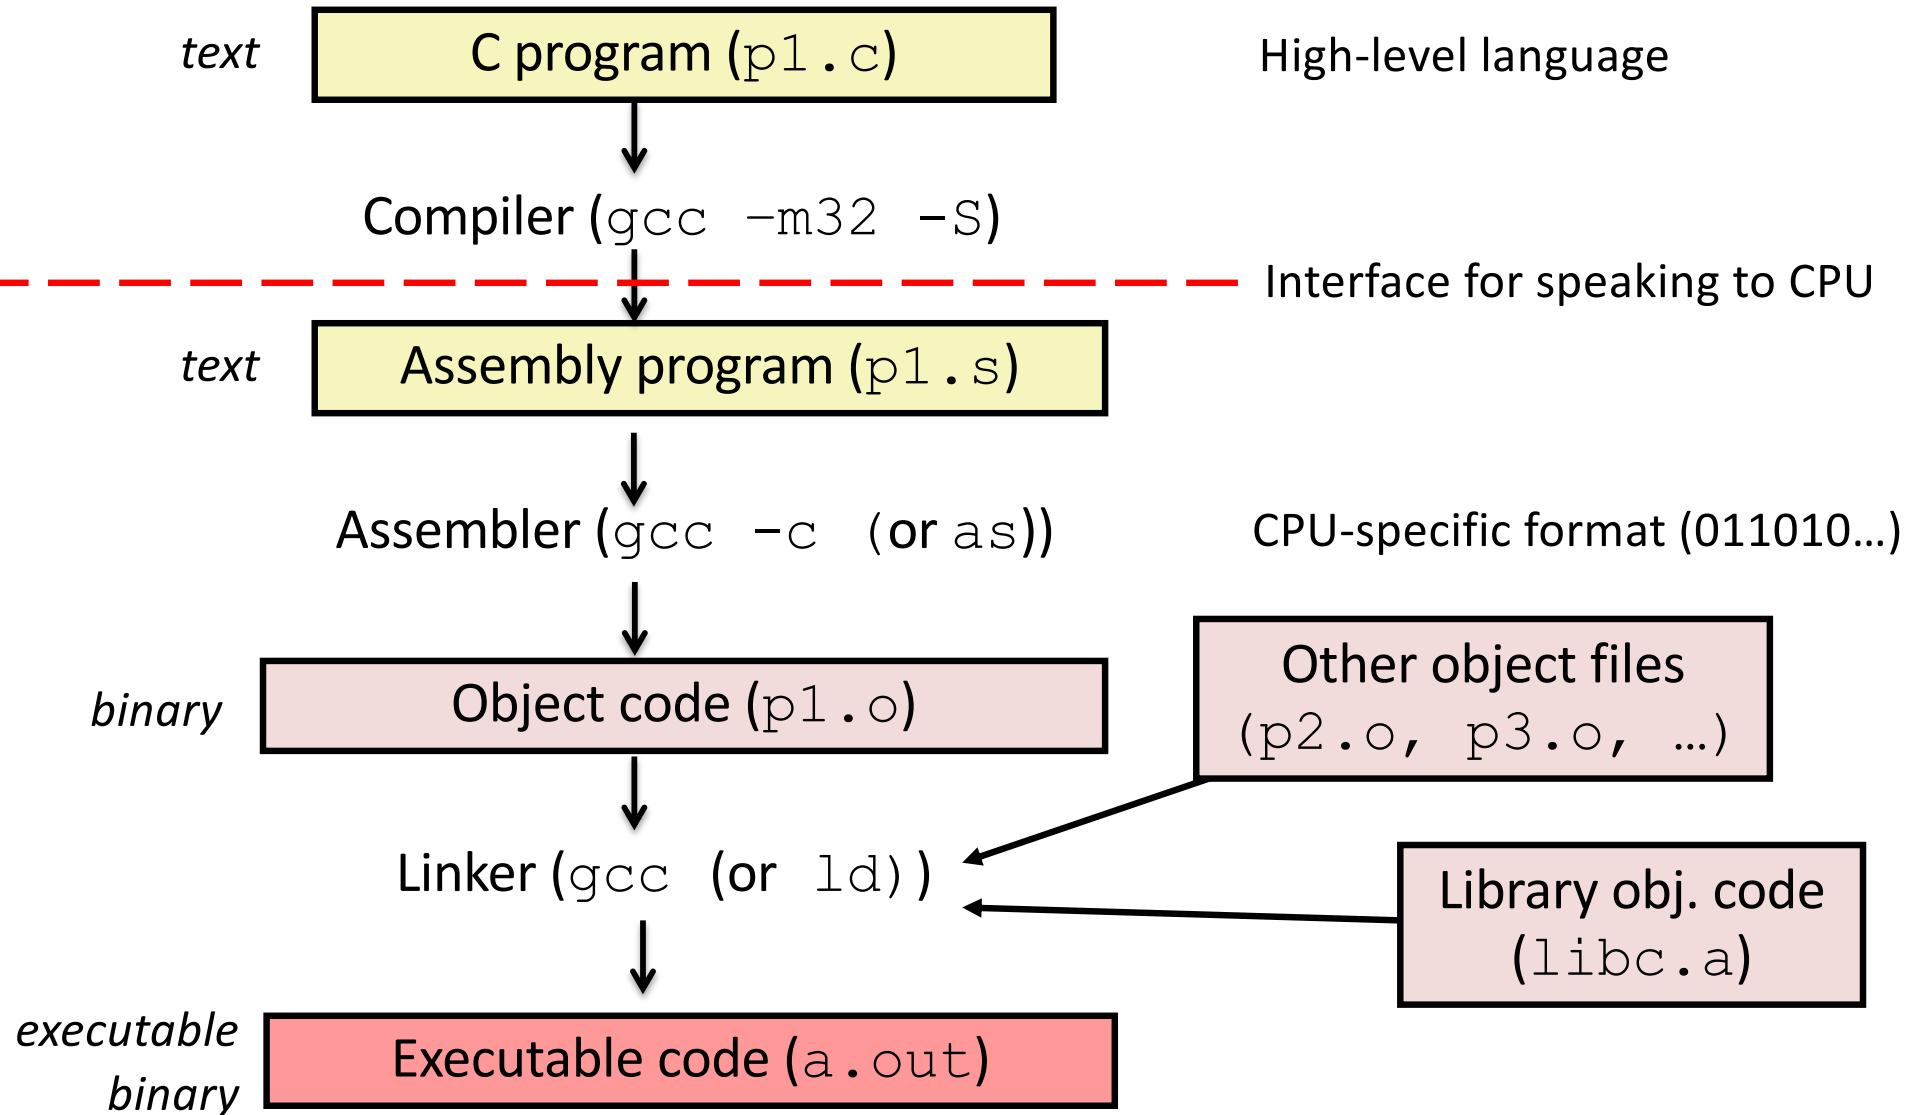 text
C program (p1.c)
High-level language
Compiler (gcc –m32 -S)
Interface for speaking to CPU
text
Assembly program (p1.s)
Assembler (gcc -c (or as))
CPU-specific format (011010…)
Other object files
(p2.o, p3.o, …)
binary
Object code (p1.o)
Linker (gcc (or ld))
Library obj. code
(libc.a)
executable
binary
Executable code (a.out)